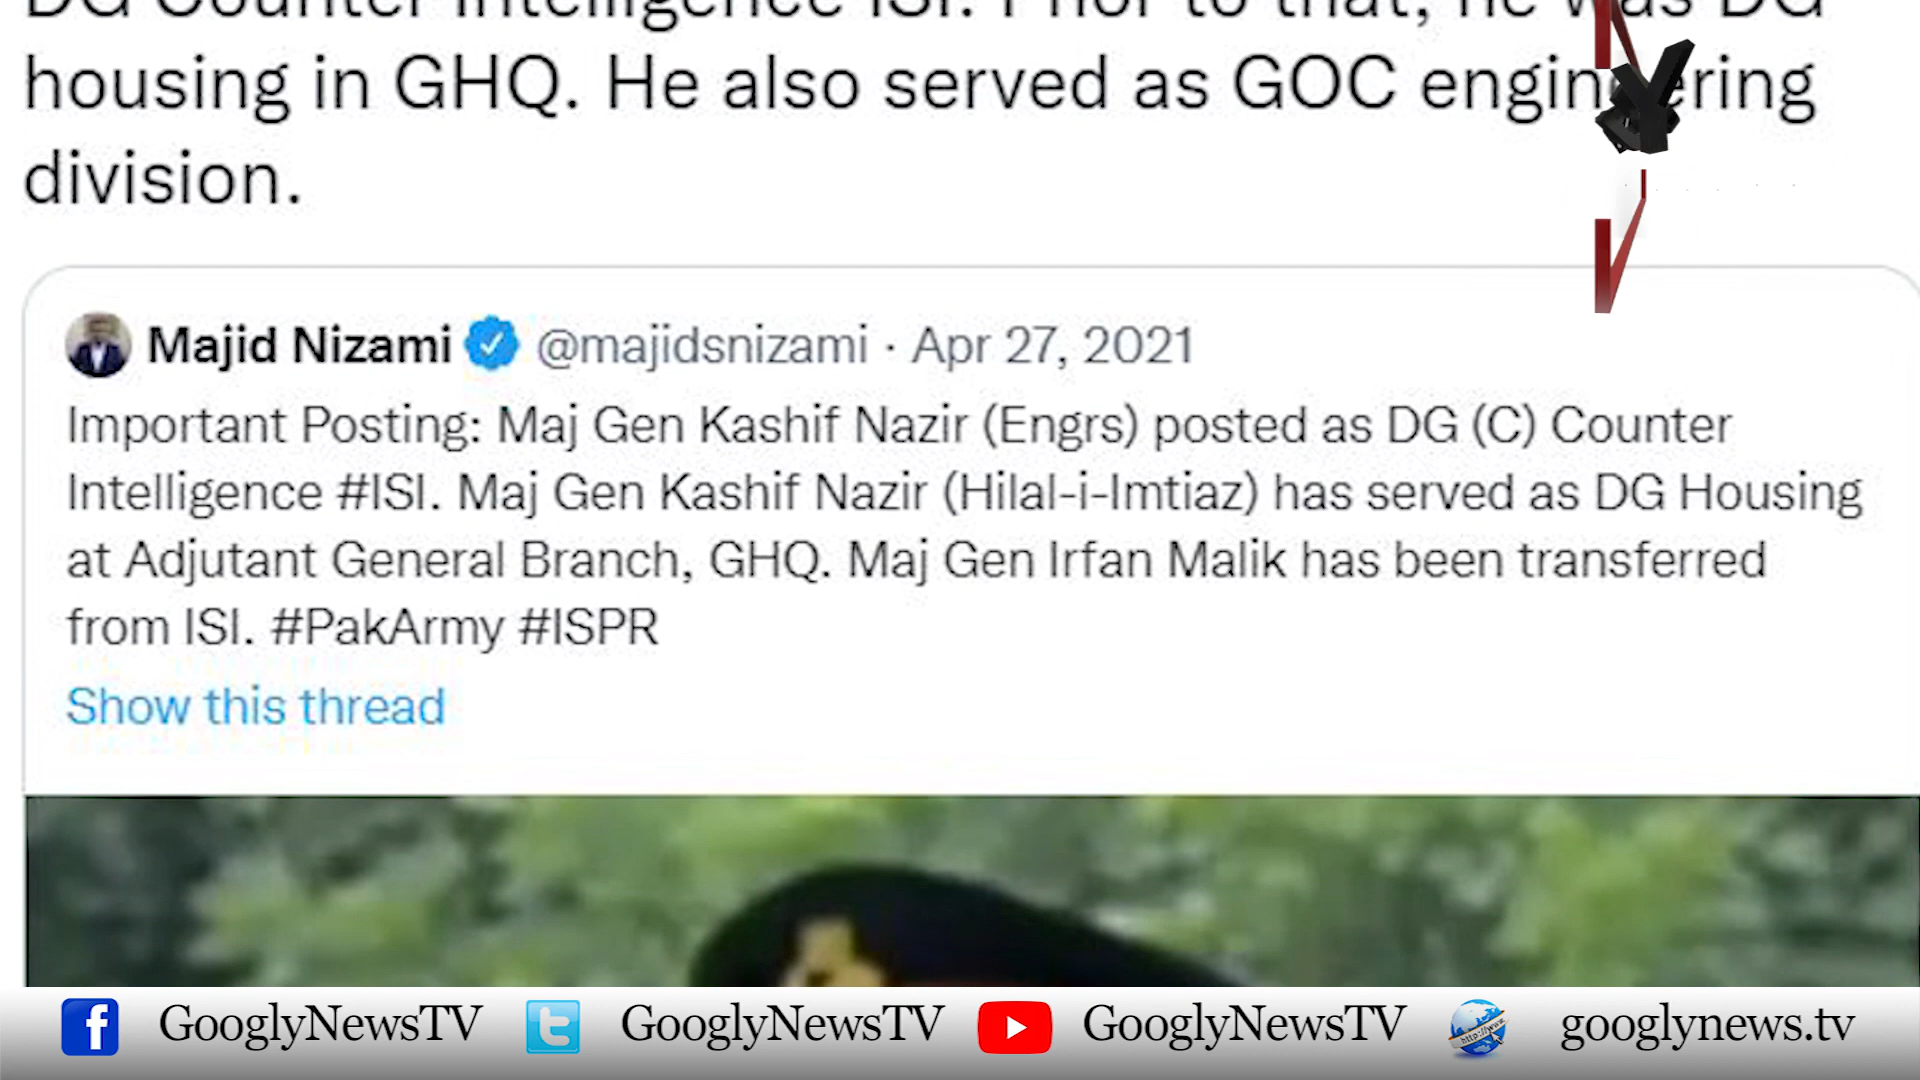 DG Counter Intelligence ISI. Prior to that, he was DG
housing in GHQ. He also served as GOC engineering
division.
Majid Nizami @majidsnizami · Apr 27, 2021
Important Posting: Maj Gen Kashif Nazir (Engrs) posted as DG (C) Counter
Intelligence #ISI. Maj Gen Kashif Nazir (Hilal-i-Imtiaz) has served as DG Housing
at Adjutant General Branch, GHQ. Maj Gen Irfan Malik has been transferred
from ISI. #PakArmy #ISPR
Show this thread
GooglyNewsTV GooglyNewsTV GooglyNewsTV googlynews.tv